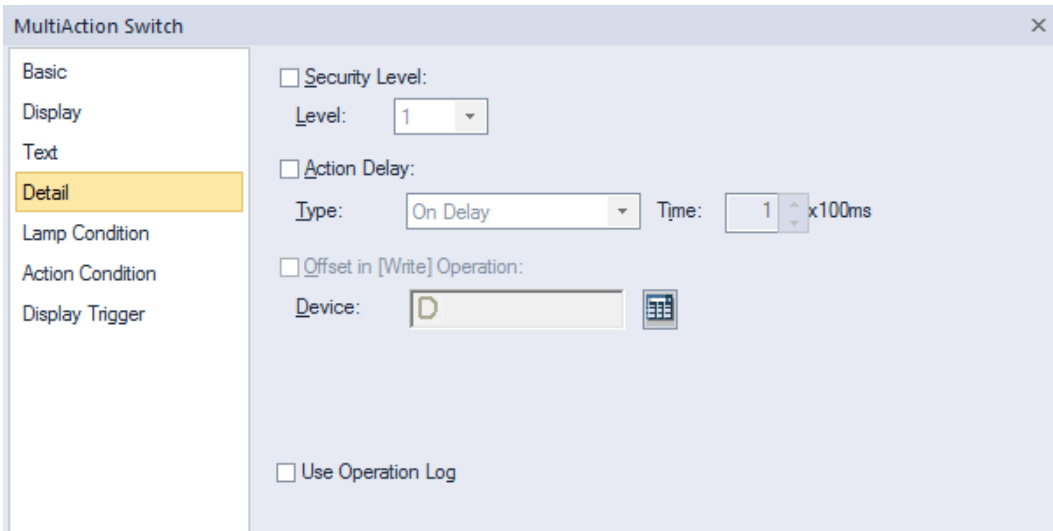 MultiAction Switch
Basic
Display
Text
Detail
Lamp Condition
Action Condition
Display Trigger
Security Level:
Level: 1
Action Delay:
Type: On Delay Time: 1 x100ms
Offset in [Write] Operation:
Device: D
Use Operation Log